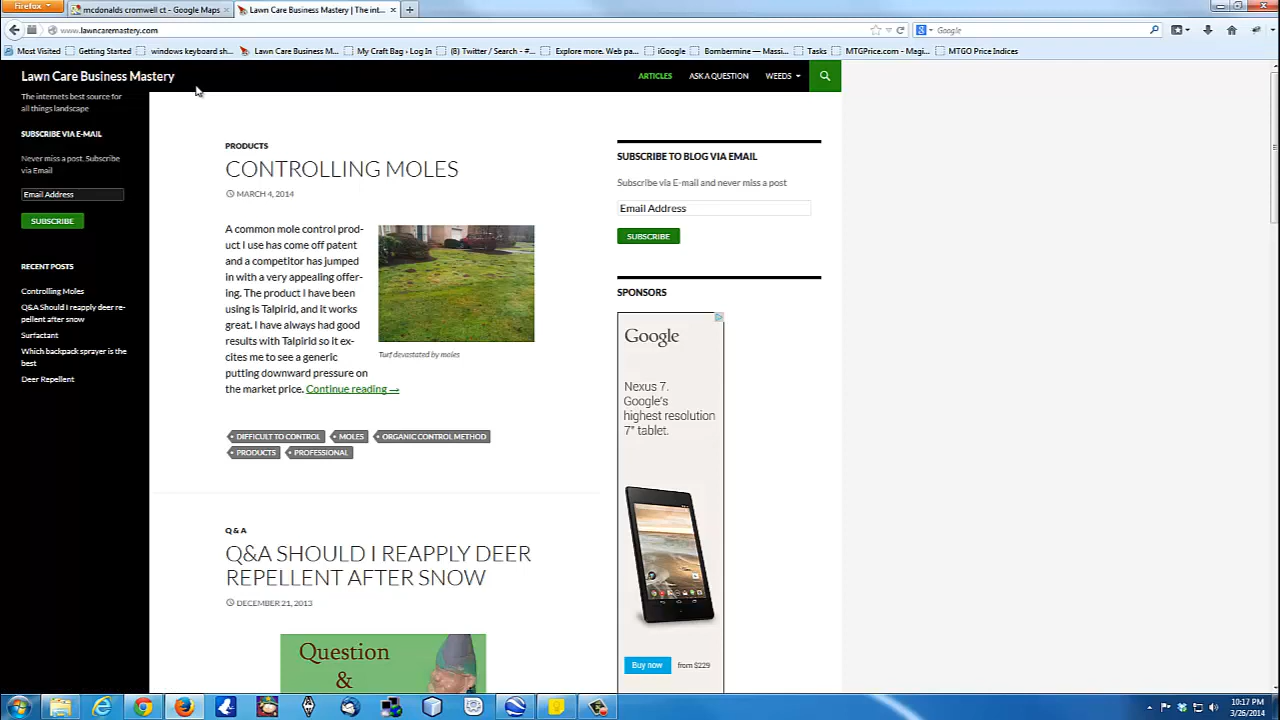 Firefox
mcdonalds cromwell ct - Google Maps
Lawn Care Business Mastery | The int...
www.lawncaremastery.com
Google
Most Visited
Getting Started
windows keyboard sh...
Lawn Care Business M...
My Craft Bag ‹ Log In
(8) Twitter / Search - #...
Explore more. Web pa...
iGoogle
Bombermine — Massi...
Tasks
MTGPrice.com - Magi...
MTGO Price Indices
Lawn Care Business Mastery
ARTICLES
ASK A QUESTION
WEEDS
The internets best source for
all things landscape
SUBSCRIBE VIA E-MAIL
Never miss a post. Subscribe
via Email
Email Address
SUBSCRIBE
RECENT POSTS
Controlling Moles
Q&A Should I reapply deer re-
pellent after snow
Surfactant
Which backpack sprayer is the
best
Deer Repellent
PRODUCTS
CONTROLLING MOLES
MARCH 4, 2014
A common mole control prod-
uct I use has come off patent
and a competitor has jumped
in with a very appealing offer-
ing. The product I have been
using is Talpirid, and it works
great. I have always had good
results with Talpirid so it ex-
cites me to see a generic
putting downward pressure on
the market price. Continue reading →
Turf devastated by moles
DIFFICULT TO CONTROL
MOLES
ORGANIC CONTROL METHOD
PRODUCTS
PROFESSIONAL
Q & A
Q&A SHOULD I REAPPLY DEER
REPELLENT AFTER SNOW
DECEMBER 21, 2013
Question
&
SUBSCRIBE TO BLOG VIA EMAIL
Subscribe via E-mail and never miss a post
Email Address
SUBSCRIBE
SPONSORS
Google
Nexus 7.
Google's
highest resolution
7" tablet.
Buy now
from $229
10:17 PM
3/26/2014